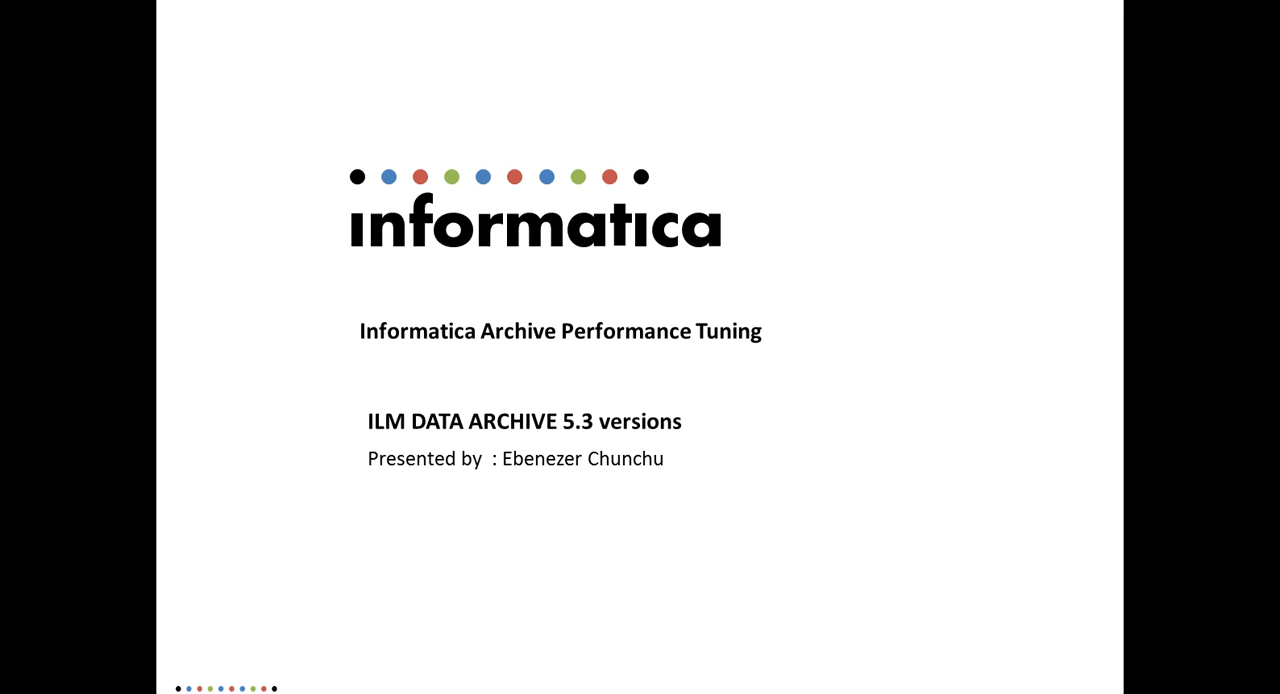 informatica
Informatica Archive Performance Tuning
ILM DATA ARCHIVE 5.3 versions
Presented by : Ebenezer Chunchu